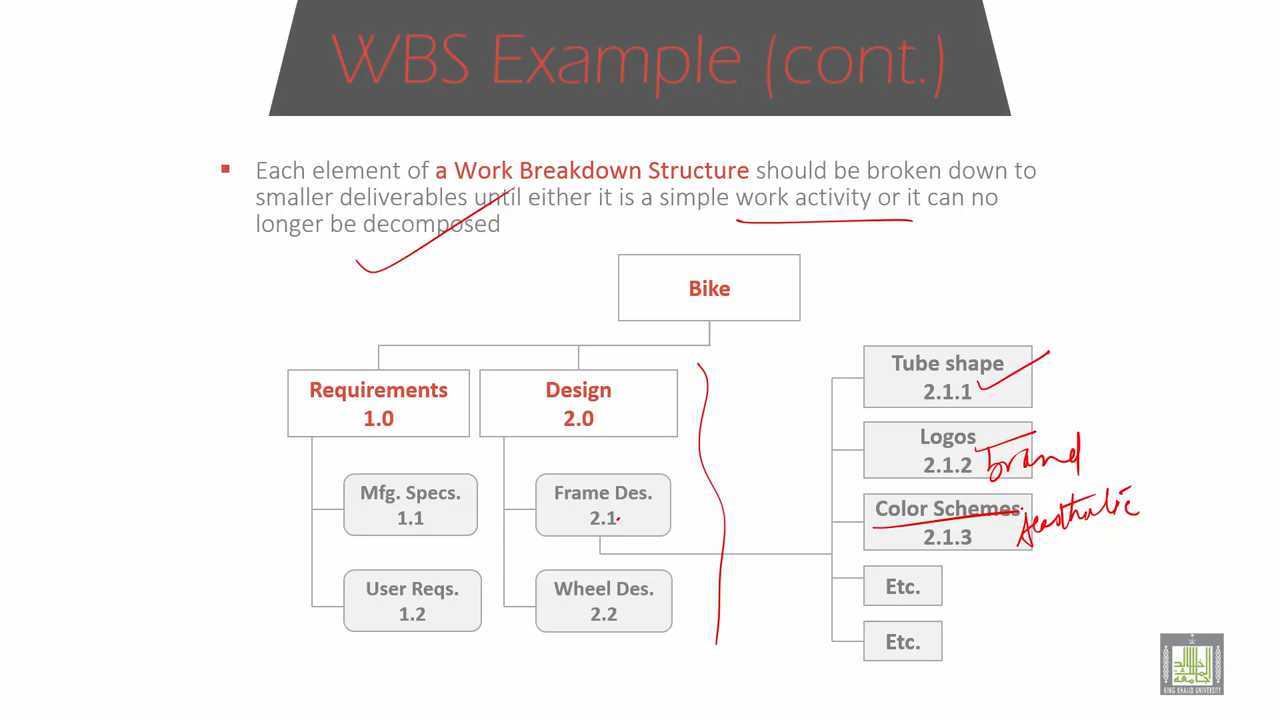 WBS Example (cont.)
Each element of a Work Breakdown Structure should be broken down to
smaller deliverables until either it is a simple work activity or it can no
longer be decomposed
Bike
Requirements
1.0
Design
2.0
Mfg. Specs.
1.1
User Reqs.
1.2
Frame Des.
2.1
Wheel Des.
2.2
Tube shape
2.1.1
Logos
2.1.2
brand
Color Schemes
2.1.3
Etc.
Etc.
KING KHALID UNIVERSITY